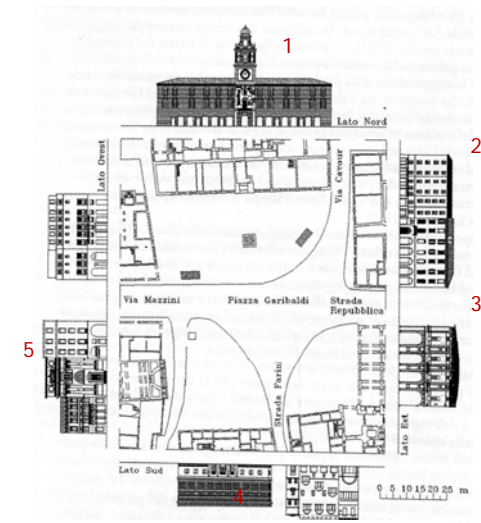 1
Lato Nord
2
Lato Ovest
Via Cavour
3
Via Mazzini
Piazza Garibaldi
Strada
Repubblica
5
Strada Farini
Lato Est
Lato Sud
4
0 5 10 15 20 25 m